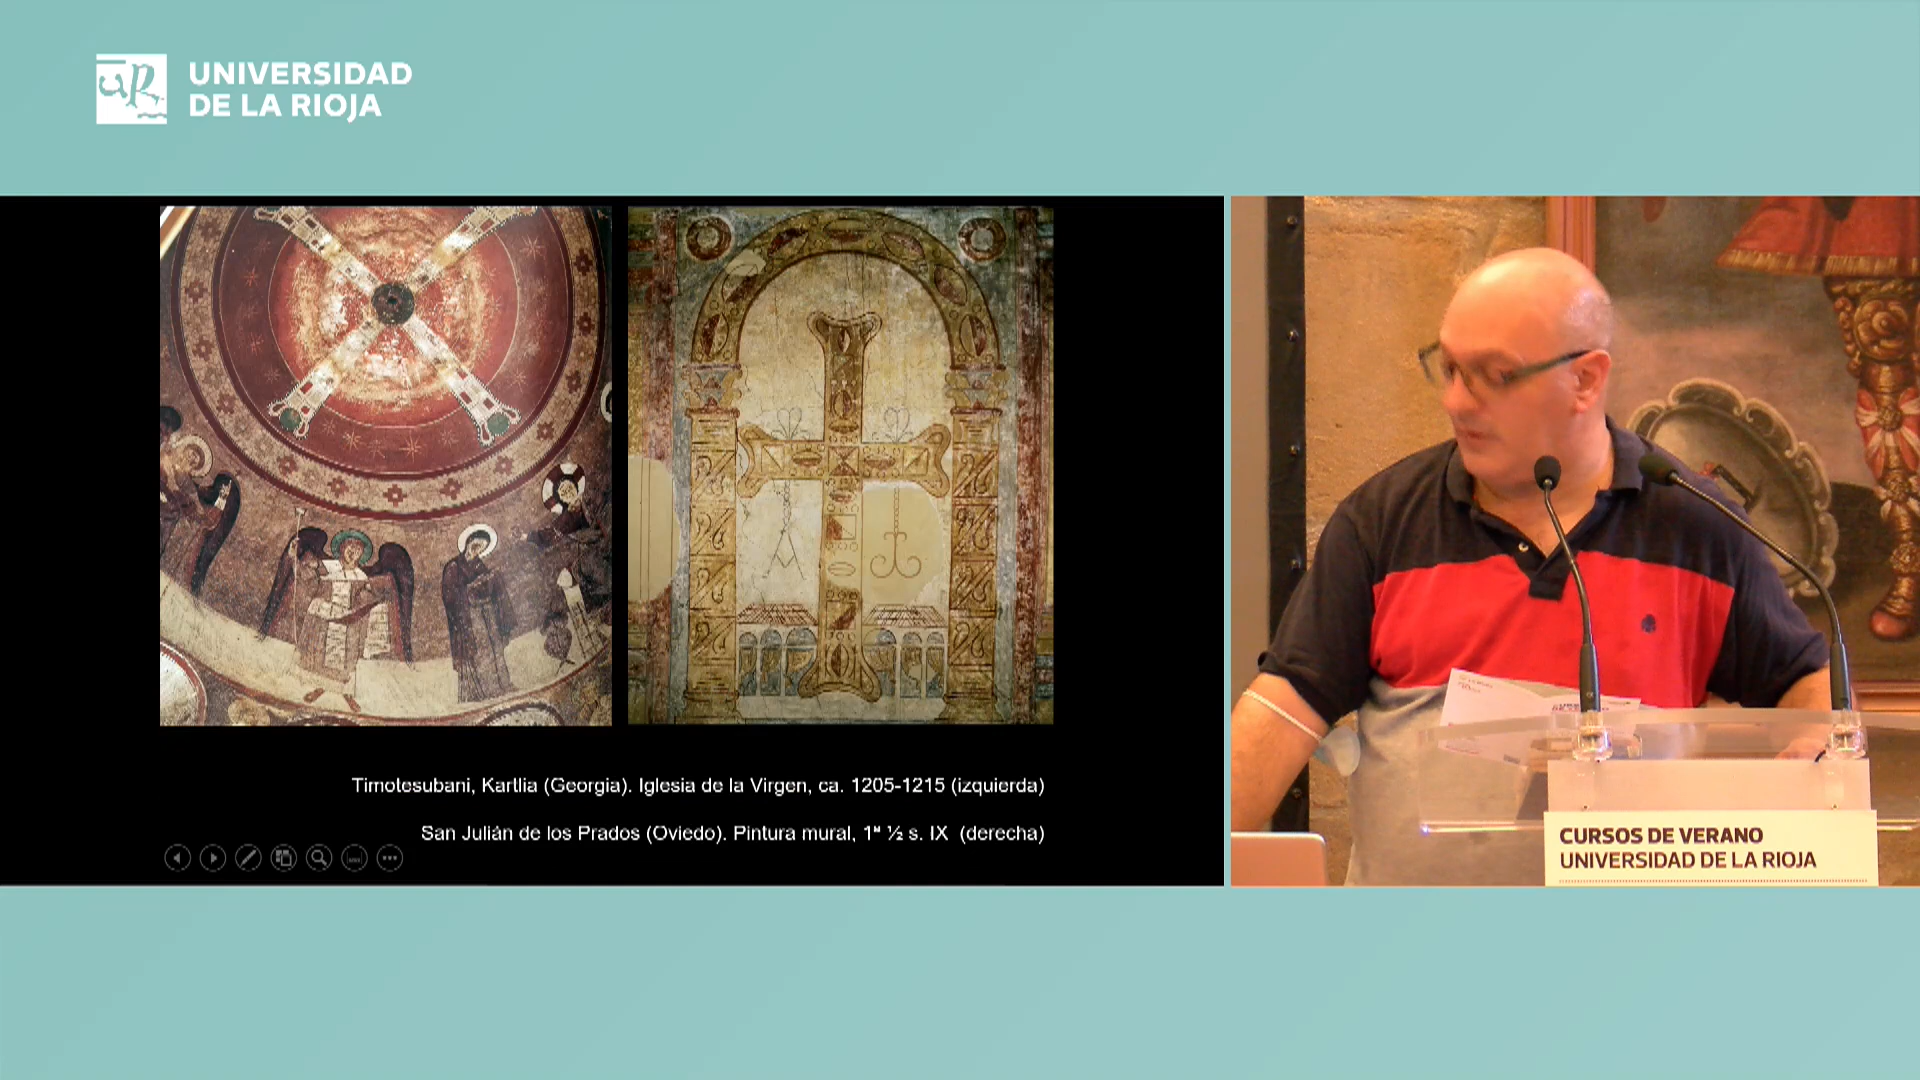 UNIVERSIDAD
DE LA RIOJA
Timotesubani, Kartlia (Georgia). Iglesia de la Virgen, ca. 1205-1215 (izquierda)
San Julián de los Prados (Oviedo). Pintura mural, 1ª ½ s. IX (derecha)
CURSOS DE VERANO
UNIVERSIDAD DE LA RIOJA